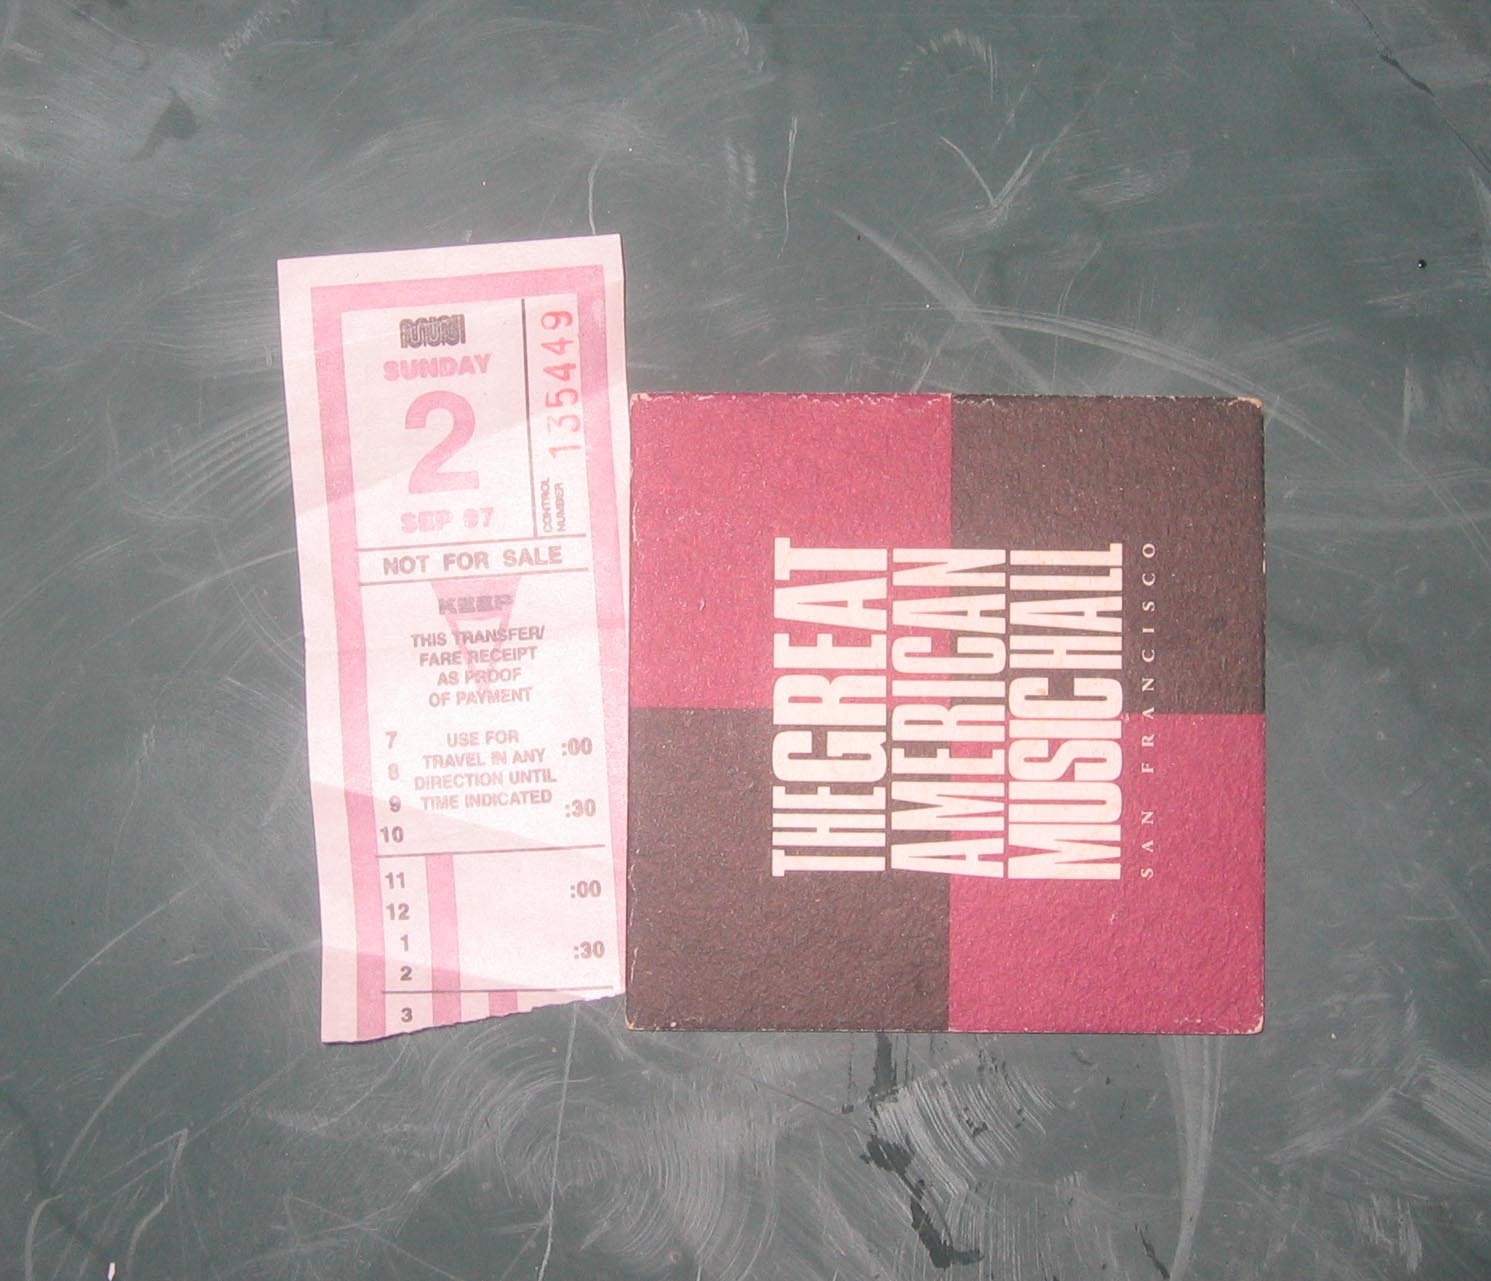 muni
SUNDAY
2
SEP 07
CONTROL
NUMBER
135449
NOT FOR SALE
KEEP
THIS TRANSFER/
FARE RECEIPT
AS PROOF
OF PAYMENT
USE FOR
TRAVEL IN ANY
DIRECTION UNTIL
TIME INDICATED
7
8
9
10
:00
:30
11
12
1
2
:00
:30
3
THE GREAT
AMERICAN
MUSIC HALL
SAN FRANCISCO